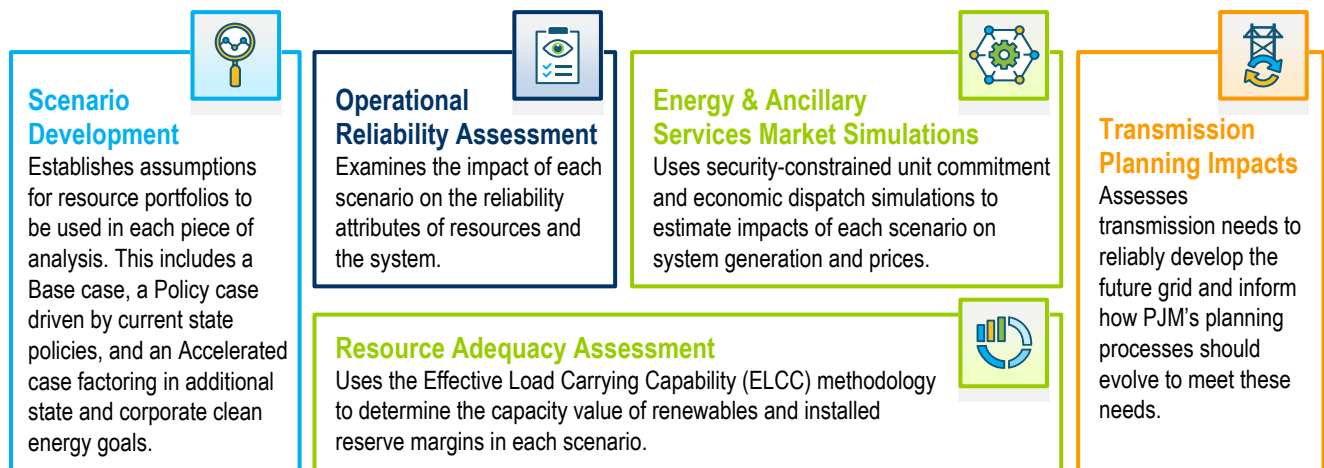 Scenario
Development
Establishes assumptions
for resource portfolios to
be used in each piece of
analysis. This includes a
Base case, a Policy case
driven by current state
policies, and an Accelerated
case factoring in additional
state and corporate clean
energy goals.
Operational
Reliability Assessment
Examines the impact of each
scenario on the reliability
attributes of resources and
the system.
Energy & Ancillary
Services Market Simulations
Uses security-constrained unit commitment
and economic dispatch simulations to
estimate impacts of each scenario on
system generation and prices.
Resource Adequacy Assessment
Uses the Effective Load Carrying Capability (ELCC) methodology
to determine the capacity value of renewables and installed
reserve margins in each scenario.
Transmission
Planning Impacts
Assesses
transmission needs to
reliably develop the
future grid and inform
how PJM's planning
processes should
evolve to meet these
needs.